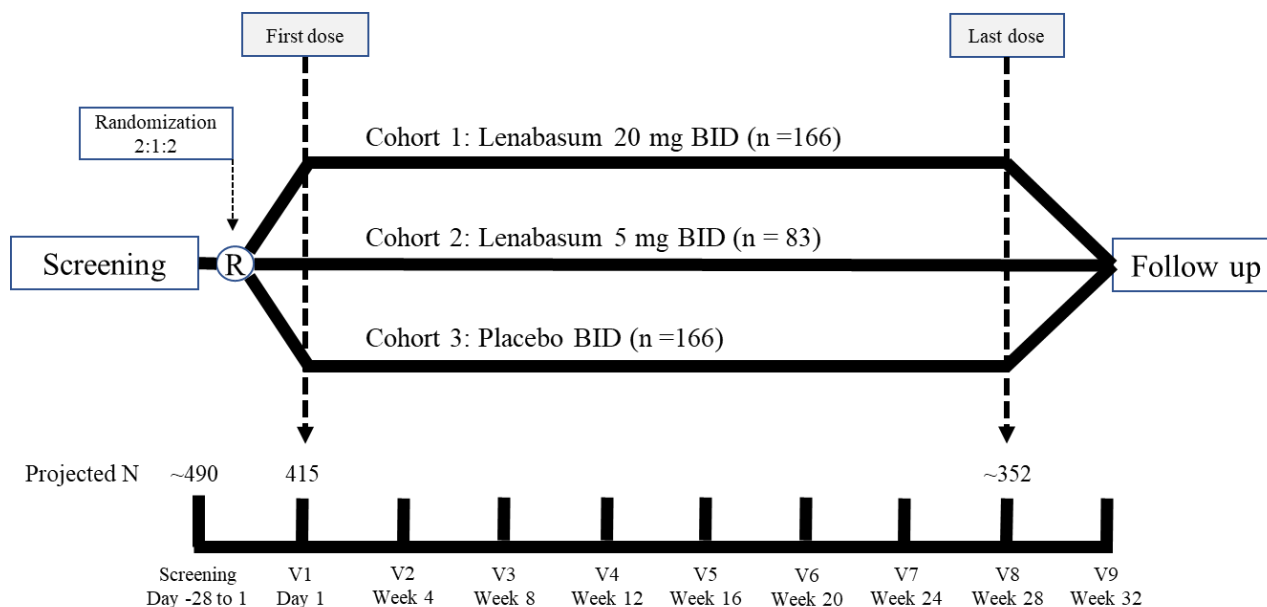 First dose
Last dose
Randomization
2:1:2
Cohort 1: Lenabasum 20 mg BID (n =166)
Screening
R
Cohort 2: Lenabasum 5 mg BID (n = 83)
Follow up
Cohort 3: Placebo BID (n =166)
Projected N ~490 415 ~352
Screening V1 V2 V3 V4 V5 V6 V7 V8 V9
Day -28 to 1 Day 1 Week 4 Week 8 Week 12 Week 16 Week 20 Week 24 Week 28 Week 32